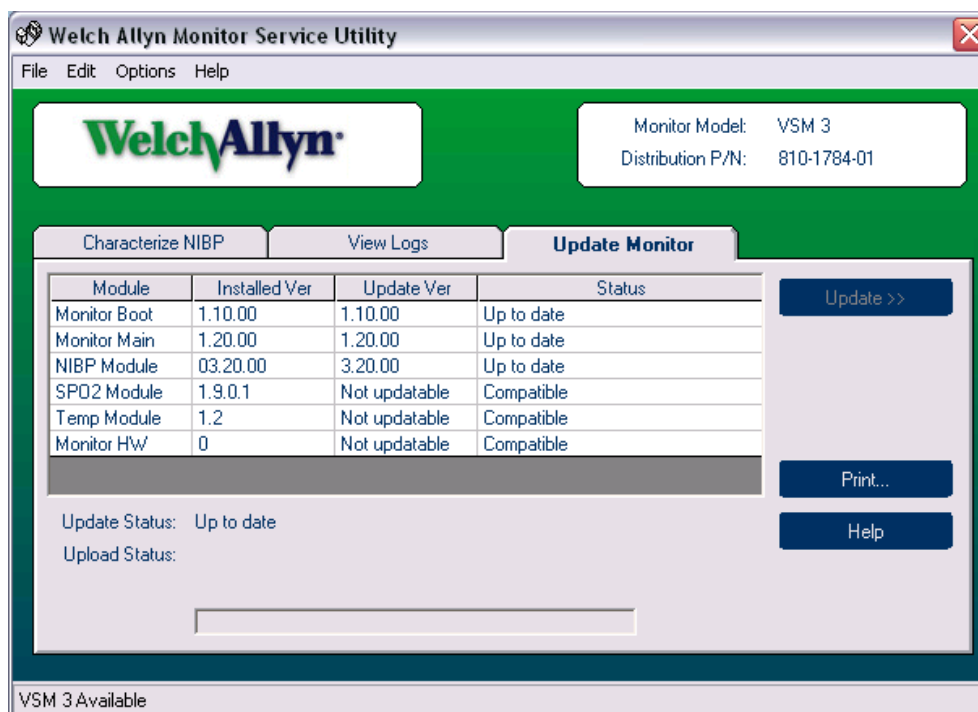 Welch Allyn Monitor Service Utility
File Edit Options Help
WelchAllyn
Monitor Model: VSM 3
Distribution P/N: 810-1784-01
Characterize NIBP View Logs Update Monitor
Module Installed Ver Update Ver Status
Monitor Boot 1.10.00 1.10.00 Up to date
Monitor Main 1.20.00 1.20.00 Up to date
NIBP Module 03.20.00 3.20.00 Up to date
SPO2 Module 1.9.0.1 Not updatable Compatible
Temp Module 1.2 Not updatable Compatible
Monitor HW 0 Not updatable Compatible
Update >>
Print...
Help
Update Status: Up to date
Upload Status:
VSM 3 Available